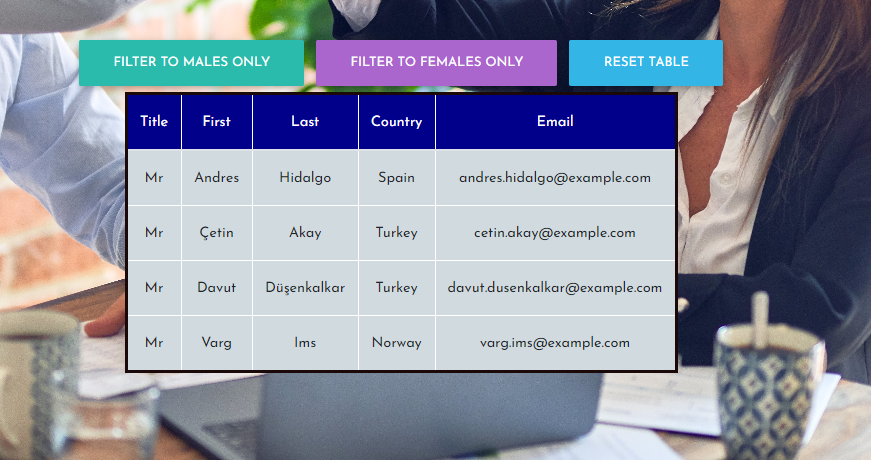 FILTER TO MALES ONLY FILTER TO FEMALES ONLY RESET TABLE
Title First Last Country Email
Mr Andres Hidalgo Spain andres.hidalgo@example.com
Mr Çetin Akay Turkey cetin.akay@example.com
Mr Davut Düşenkalkar Turkey davut.dusenkalkar@example.com
Mr Varg Ims Norway varg.ims@example.com